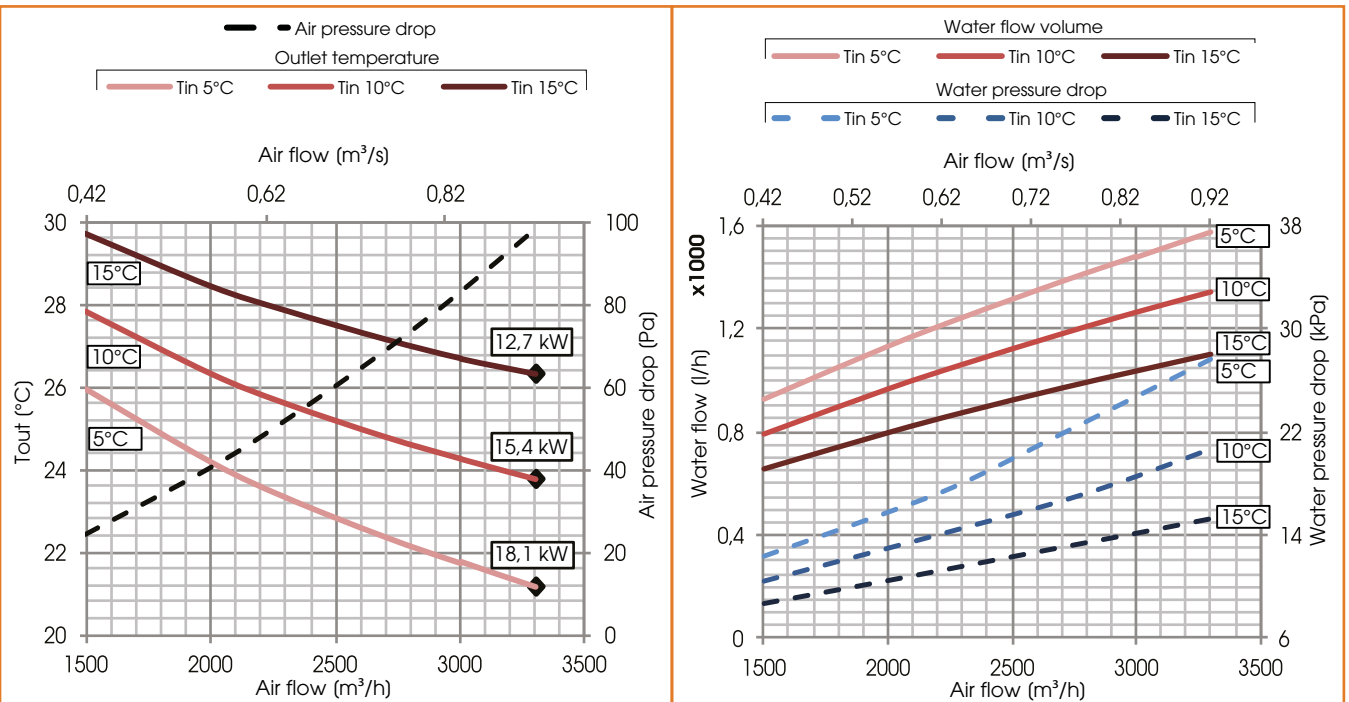 Air pressure drop
Outlet temperature
Tin 5°C Tin 10°C Tin 15°C
Air flow (m³/s)
0,42 0,62 0,82
30 100
15°C
28 80
12,7 kW
10°C
26 60
5°C
15,4 kW
24 40
18,1 kW
22 20
20 0
1500 2000 2500 3000 3500
Air flow (m³/h)
Tout (°C)
Air pressure drop (Pa)
Water flow volume
Tin 5°C Tin 10°C Tin 15°C
Water pressure drop
Tin 5°C Tin 10°C Tin 15°C
Air flow (m³/s)
0,42 0,52 0,62 0,72 0,82 0,92
1,6 38
x1000
5°C
10°C
1,2 30
15°C
5°C
0,8 22
10°C
15°C
0,4 14
0 6
1500 2000 2500 3000 3500
Air flow (m³/h)
Water flow (l/h)
Water pressure drop (kPa)